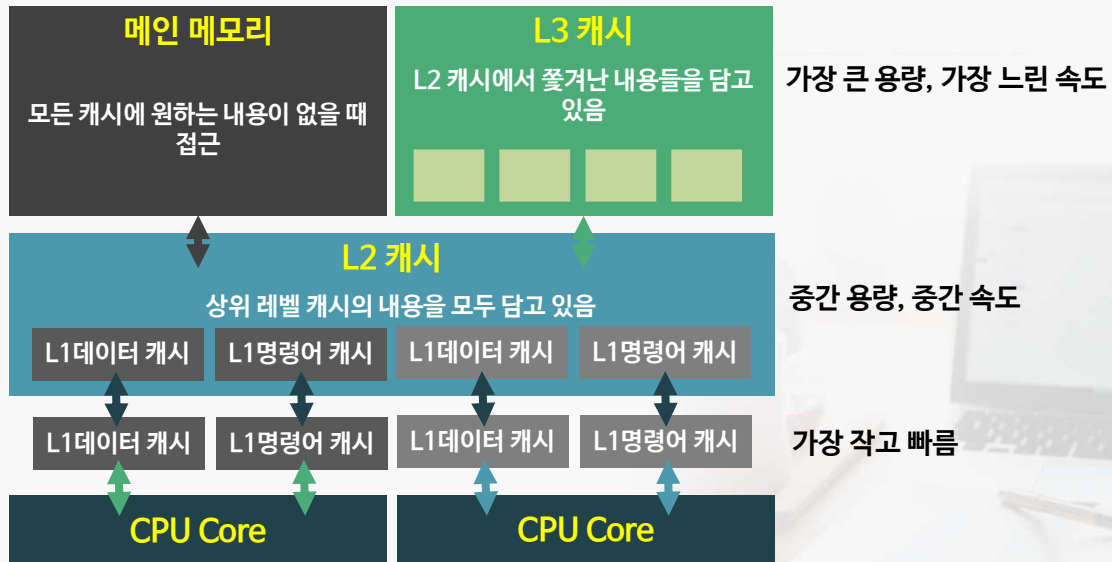 메인 메모리
모든 캐시에 원하는 내용이 없을 때
접근
L3 캐시
L2 캐시에서 쫓겨난 내용들을 담고
있음
가장 큰 용량, 가장 느린 속도
L2 캐시
상위 레벨 캐시의 내용을 모두 담고 있음
중간 용량, 중간 속도
L1데이터 캐시
L1명령어 캐시
L1데이터 캐시
L1명령어 캐시
L1데이터 캐시
L1명령어 캐시
L1데이터 캐시
L1명령어 캐시
가장 작고 빠름
CPU Core
CPU Core